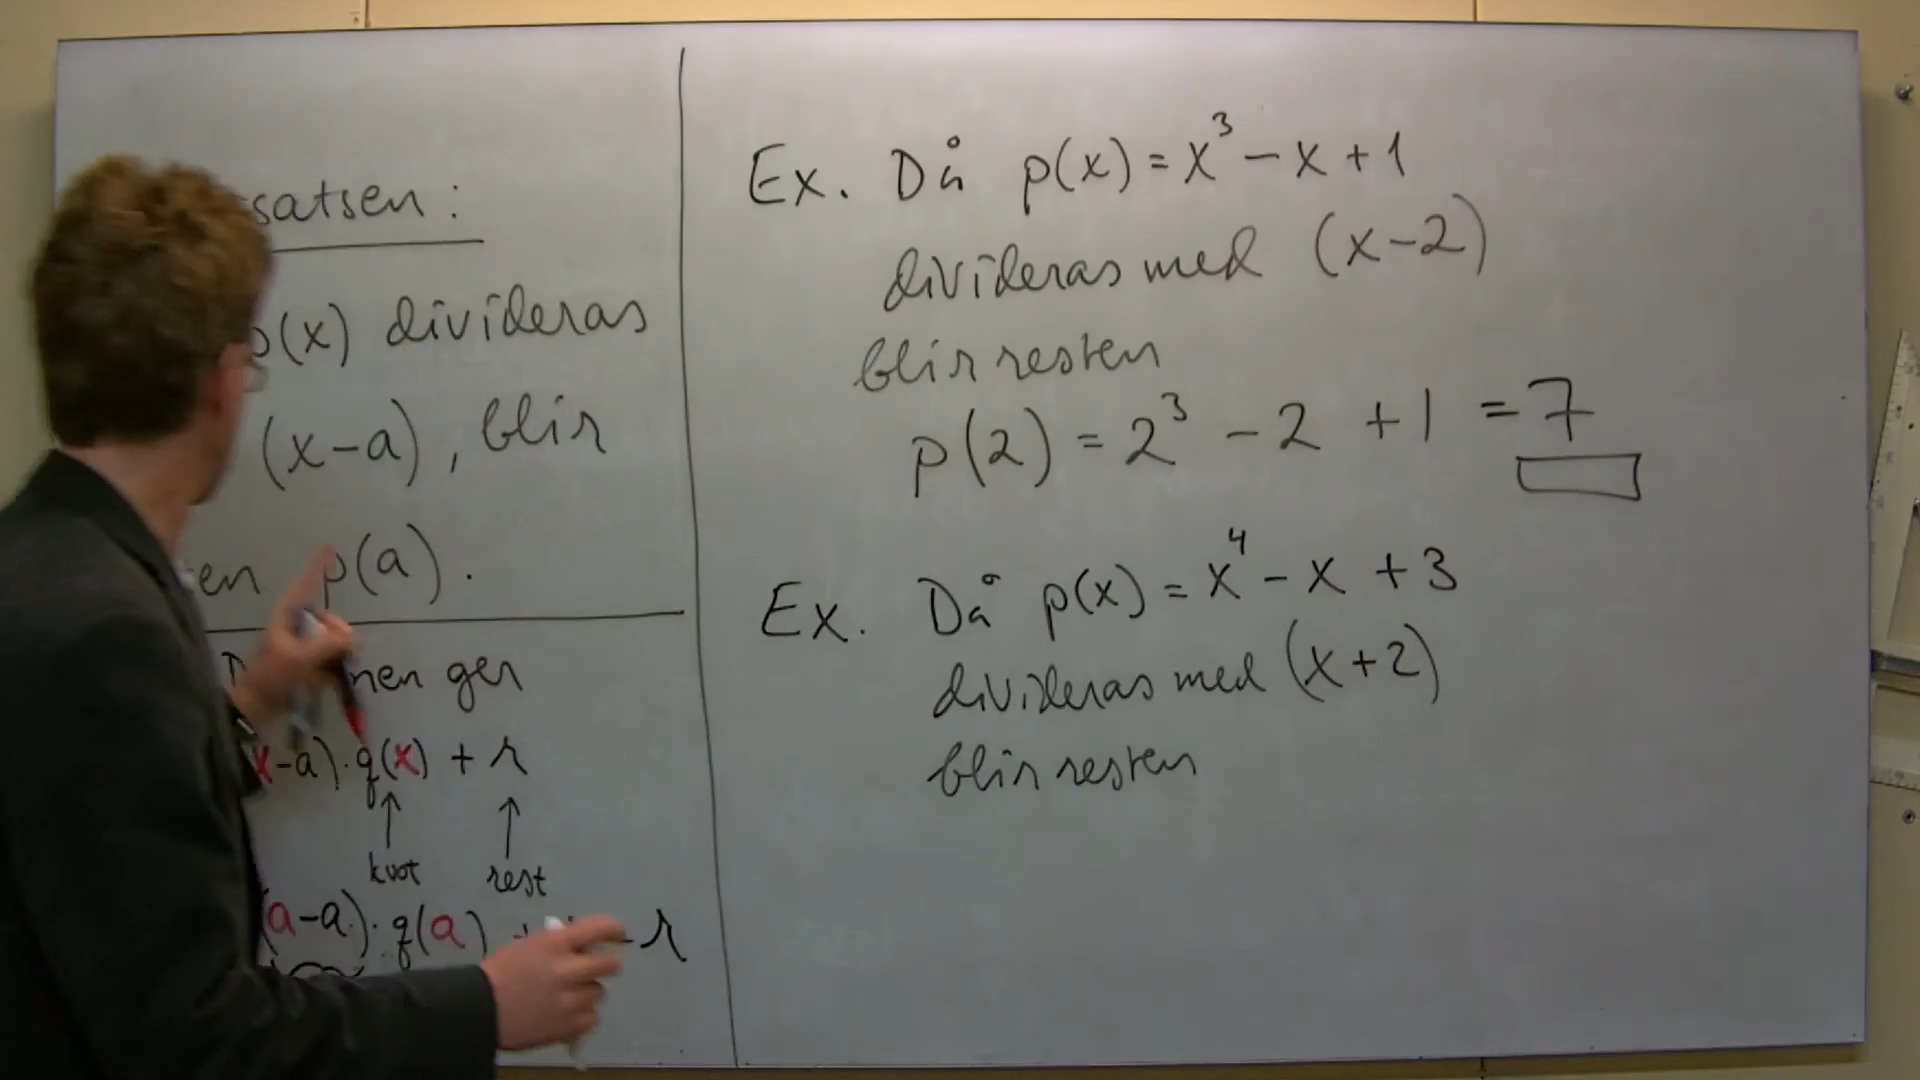 satsen:
p(x) divideras
(x-a), blir
en p(a).
nen ger
x-a)·q(x) + r
kvot rest
(a-a)·q(a) r
Ex. Då p(x) = x³ - x + 1
divideras med (x-2)
blir resten
p(2) = 2³ - 2 + 1 = 7
Ex. Då p(x) = x⁴ - x + 3
divideras med (x+2)
blir resten